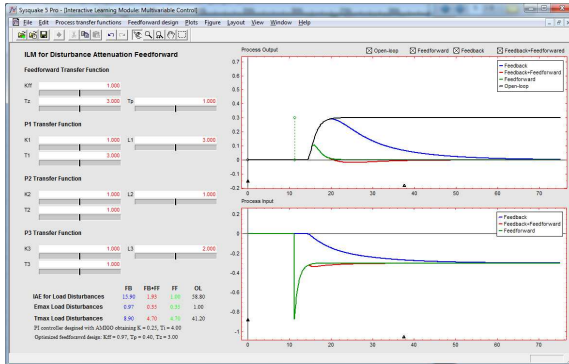 Sysquake 5 Pro - [Interactive Learning Module: Multivariable Control]
File Edit Process transfer functions Feedforward design Plots Figure Layout View Window Help
ILM for Disturbance Attenuation Feedforward
Feedforward Transfer Function
Kff 1.000
Tz 3.000 Tp 1.000
P1 Transfer Function
K1 1.000 L1 3.000
T1 3.000
P2 Transfer Function
K2 1.000 L2 1.000
T2 1.000
P3 Transfer Function
K3 1.000 L3 2.000
T3 1.000
FB FB+FF FF OL
IAE for Load Disturbances 15.90 1.93 1.00 58.80
Emax Load Disturbances 0.97 0.35 0.35 1.00
Tmax Load Disturbances 8.90 4.70 4.70 41.20
PI controller designed with AMIGO obtaining K = 0.25, Ti = 4.00
Optimized feedforward design: Kff = 0.97, Tp = 0.40, Tz = 3.00
Process Output
Open-loop Feedforward Feedback Feedback+Feedforwared
0.7
0.6
0.5
0.4
0.3
0.2
0.1
0
-0.1
-0.2
0 10 20 30 40 50 60 70
Feedback
Feedback+Feedforward
Feedforward
Open-loop
Process Input
0.2
0
-0.2
-0.4
-0.6
-0.8
-1
0 10 20 30 40 50 60 70
Feedback
Feedback+Feedforward
Feedforward